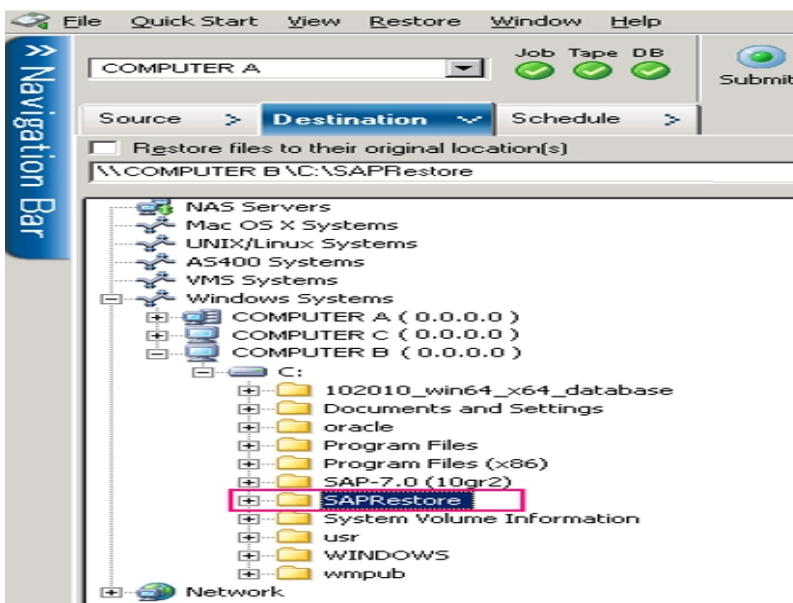 File Quick Start View Restore Window Help
COMPUTER A
Job Tape DB
Submit
Source > Destination Schedule >
Restore files to their original location(s)
\\COMPUTER B\C:\SAPRestore
>> Navigation Bar
NAS Servers
Mac OS X Systems
UNIX/Linux Systems
AS400 Systems
VMS Systems
Windows Systems
COMPUTER A ( 0.0.0.0 )
COMPUTER C ( 0.0.0.0 )
COMPUTER B ( 0.0.0.0 )
C:
102010_win64_x64_database
Documents and Settings
oracle
Program Files
Program Files (x86)
SAP-7.0 (10gr2)
SAPRestore
System Volume Information
usr
WINDOWS
wmpub
Network